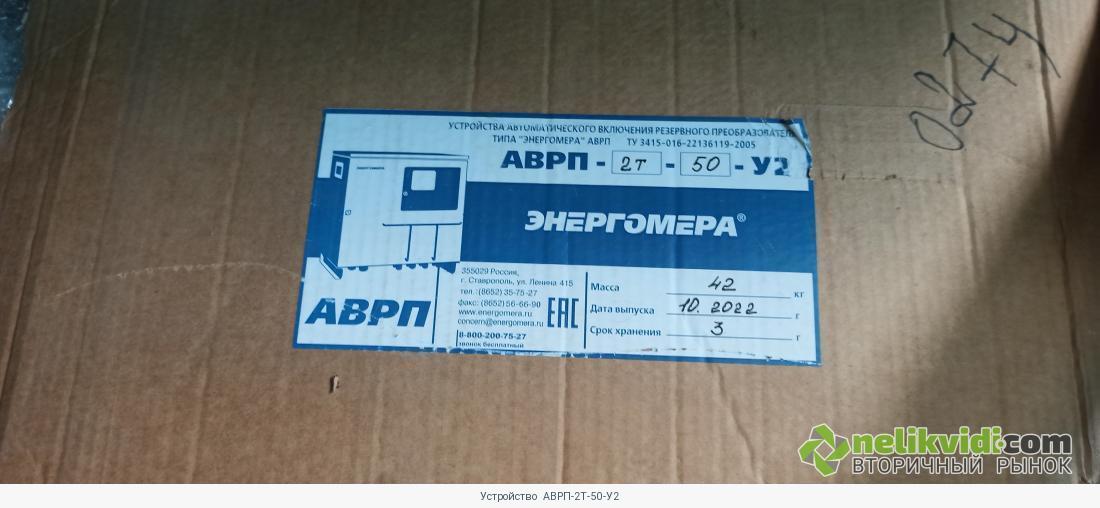 0874
УСТРОЙСТВА АВТОМАТИЧЕСКОГО ВКЛЮЧЕНИЯ РЕЗЕРВНОГО ПРЕОБРАЗОВАТЕЛЬ
ТИПА "ЭНЕРГОМЕРА" АВРП ТУ 3415-016-22136119-2005
АВРП - 2Т - 50 - У2
ЭНЕРГОМЕРА®
АВРП
355029 Россия,
г. Ставрополь, ул. Ленина 415
тел.: (8652) 35-75-27
факс: (8652) 56-66-90
www.energomera.ru
concern@energomera.ru
8-800-200-75-27
звонок бесплатный
EAC
Масса 42 кг
Дата выпуска 10. 2022 г
Срок хранения 3 г
nelikvidi.com
ВТОРИЧНЫЙ РЫНОК
Устройство АВРП-2Т-50-У2